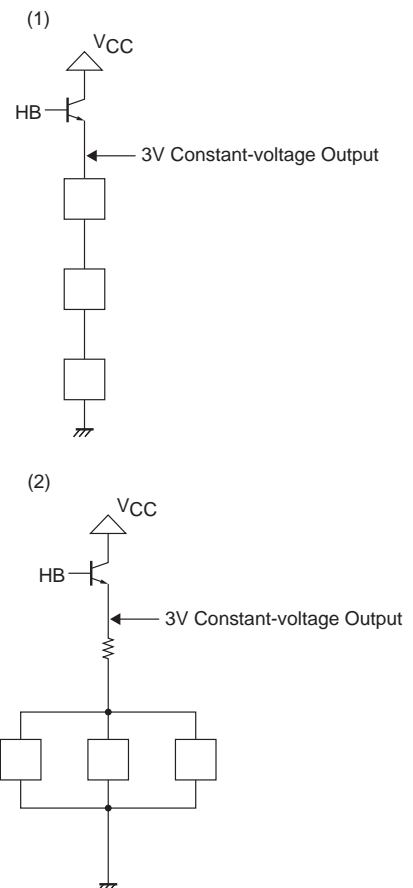 (1)
VCC
HB
3V Constant-voltage Output
(2)
VCC
HB
3V Constant-voltage Output